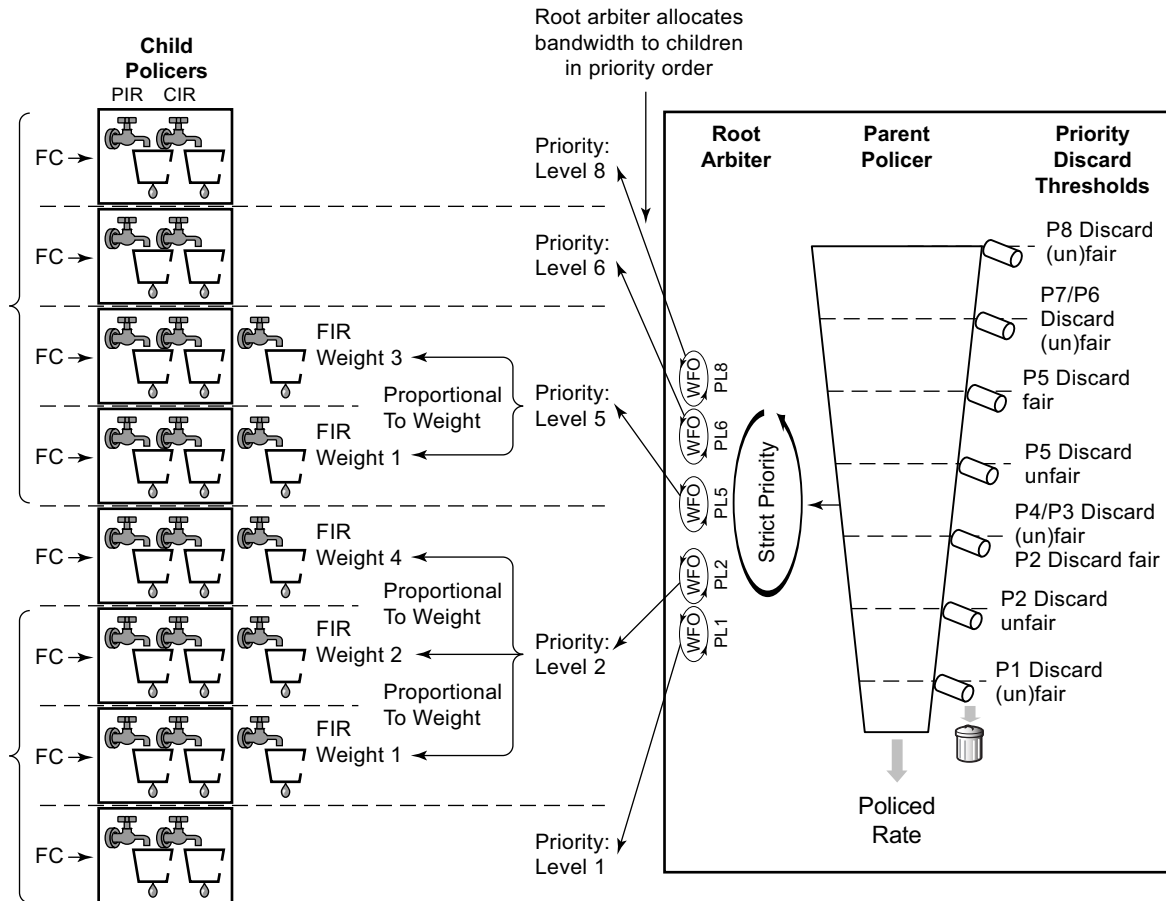 Root arbiter allocates
bandwidth to children
in priority order
Child
Policers
PIR CIR
FC
FC
FC
FC
FC
FC
FC
FC
FIR
Weight 3
Proportional
To Weight
FIR
Weight 1
FIR
Weight 4
Proportional
To Weight
FIR
Weight 2
Proportional
To Weight
FIR
Weight 1
Priority:
Level 8
Priority:
Level 6
Priority:
Level 5
Priority:
Level 2
Priority:
Level 1
Root
Arbiter
WFO PL8
WFO PL6
WFO PL5
WFO PL2
WFO PL1
Strict Priority
Parent
Policer
Policed
Rate
Priority
Discard
Thresholds
P8 Discard
(un)fair
P7/P6
Discard
(un)fair
P5 Discard
fair
P5 Discard
unfair
P4/P3 Discard
(un)fair
P2 Discard fair
P2 Discard
unfair
P1 Discard
(un)fair